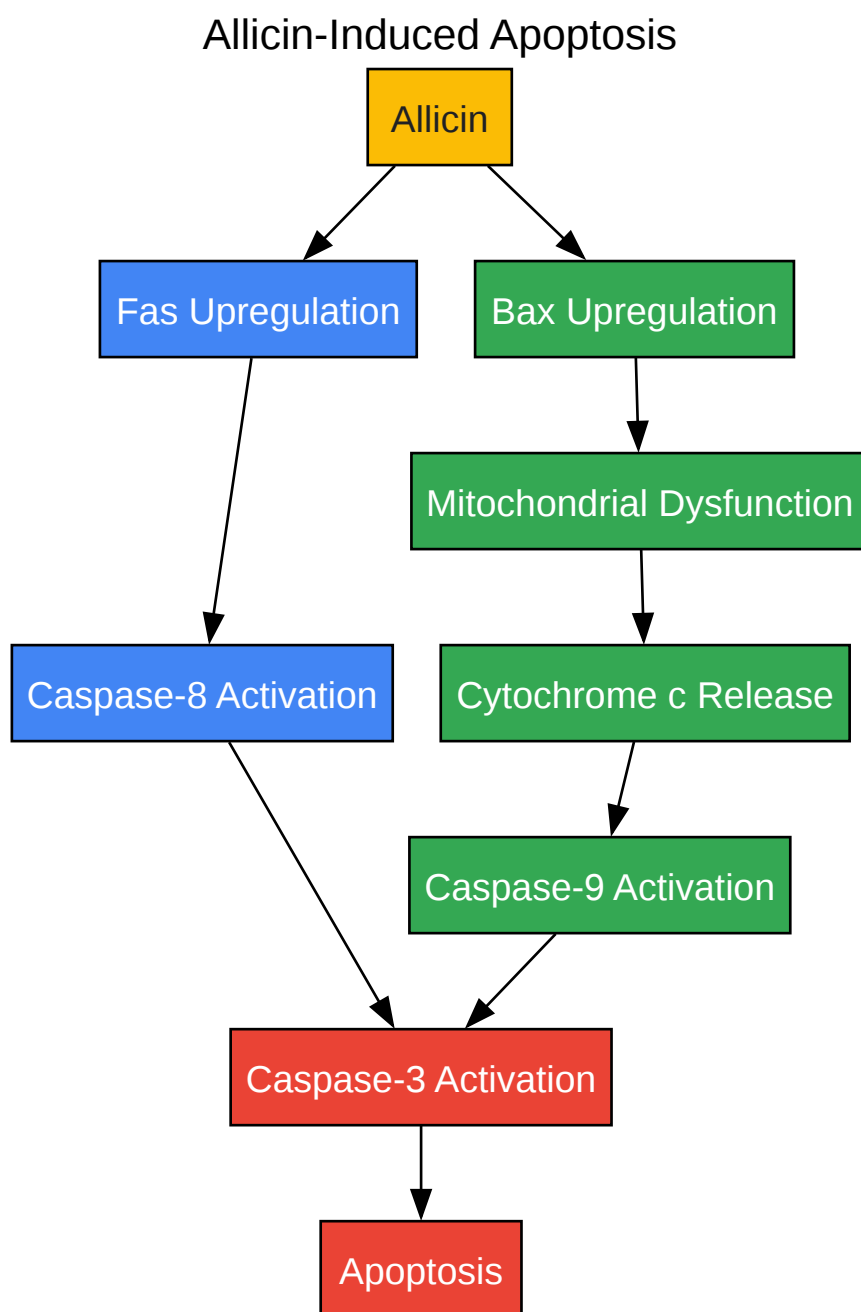 Allicin-Induced Apoptosis
Allicin
Fas Upregulation
Bax Upregulation
Mitochondrial Dysfunction
Caspase-8 Activation
Cytochrome c Release
Caspase-9 Activation
Caspase-3 Activation
Apoptosis